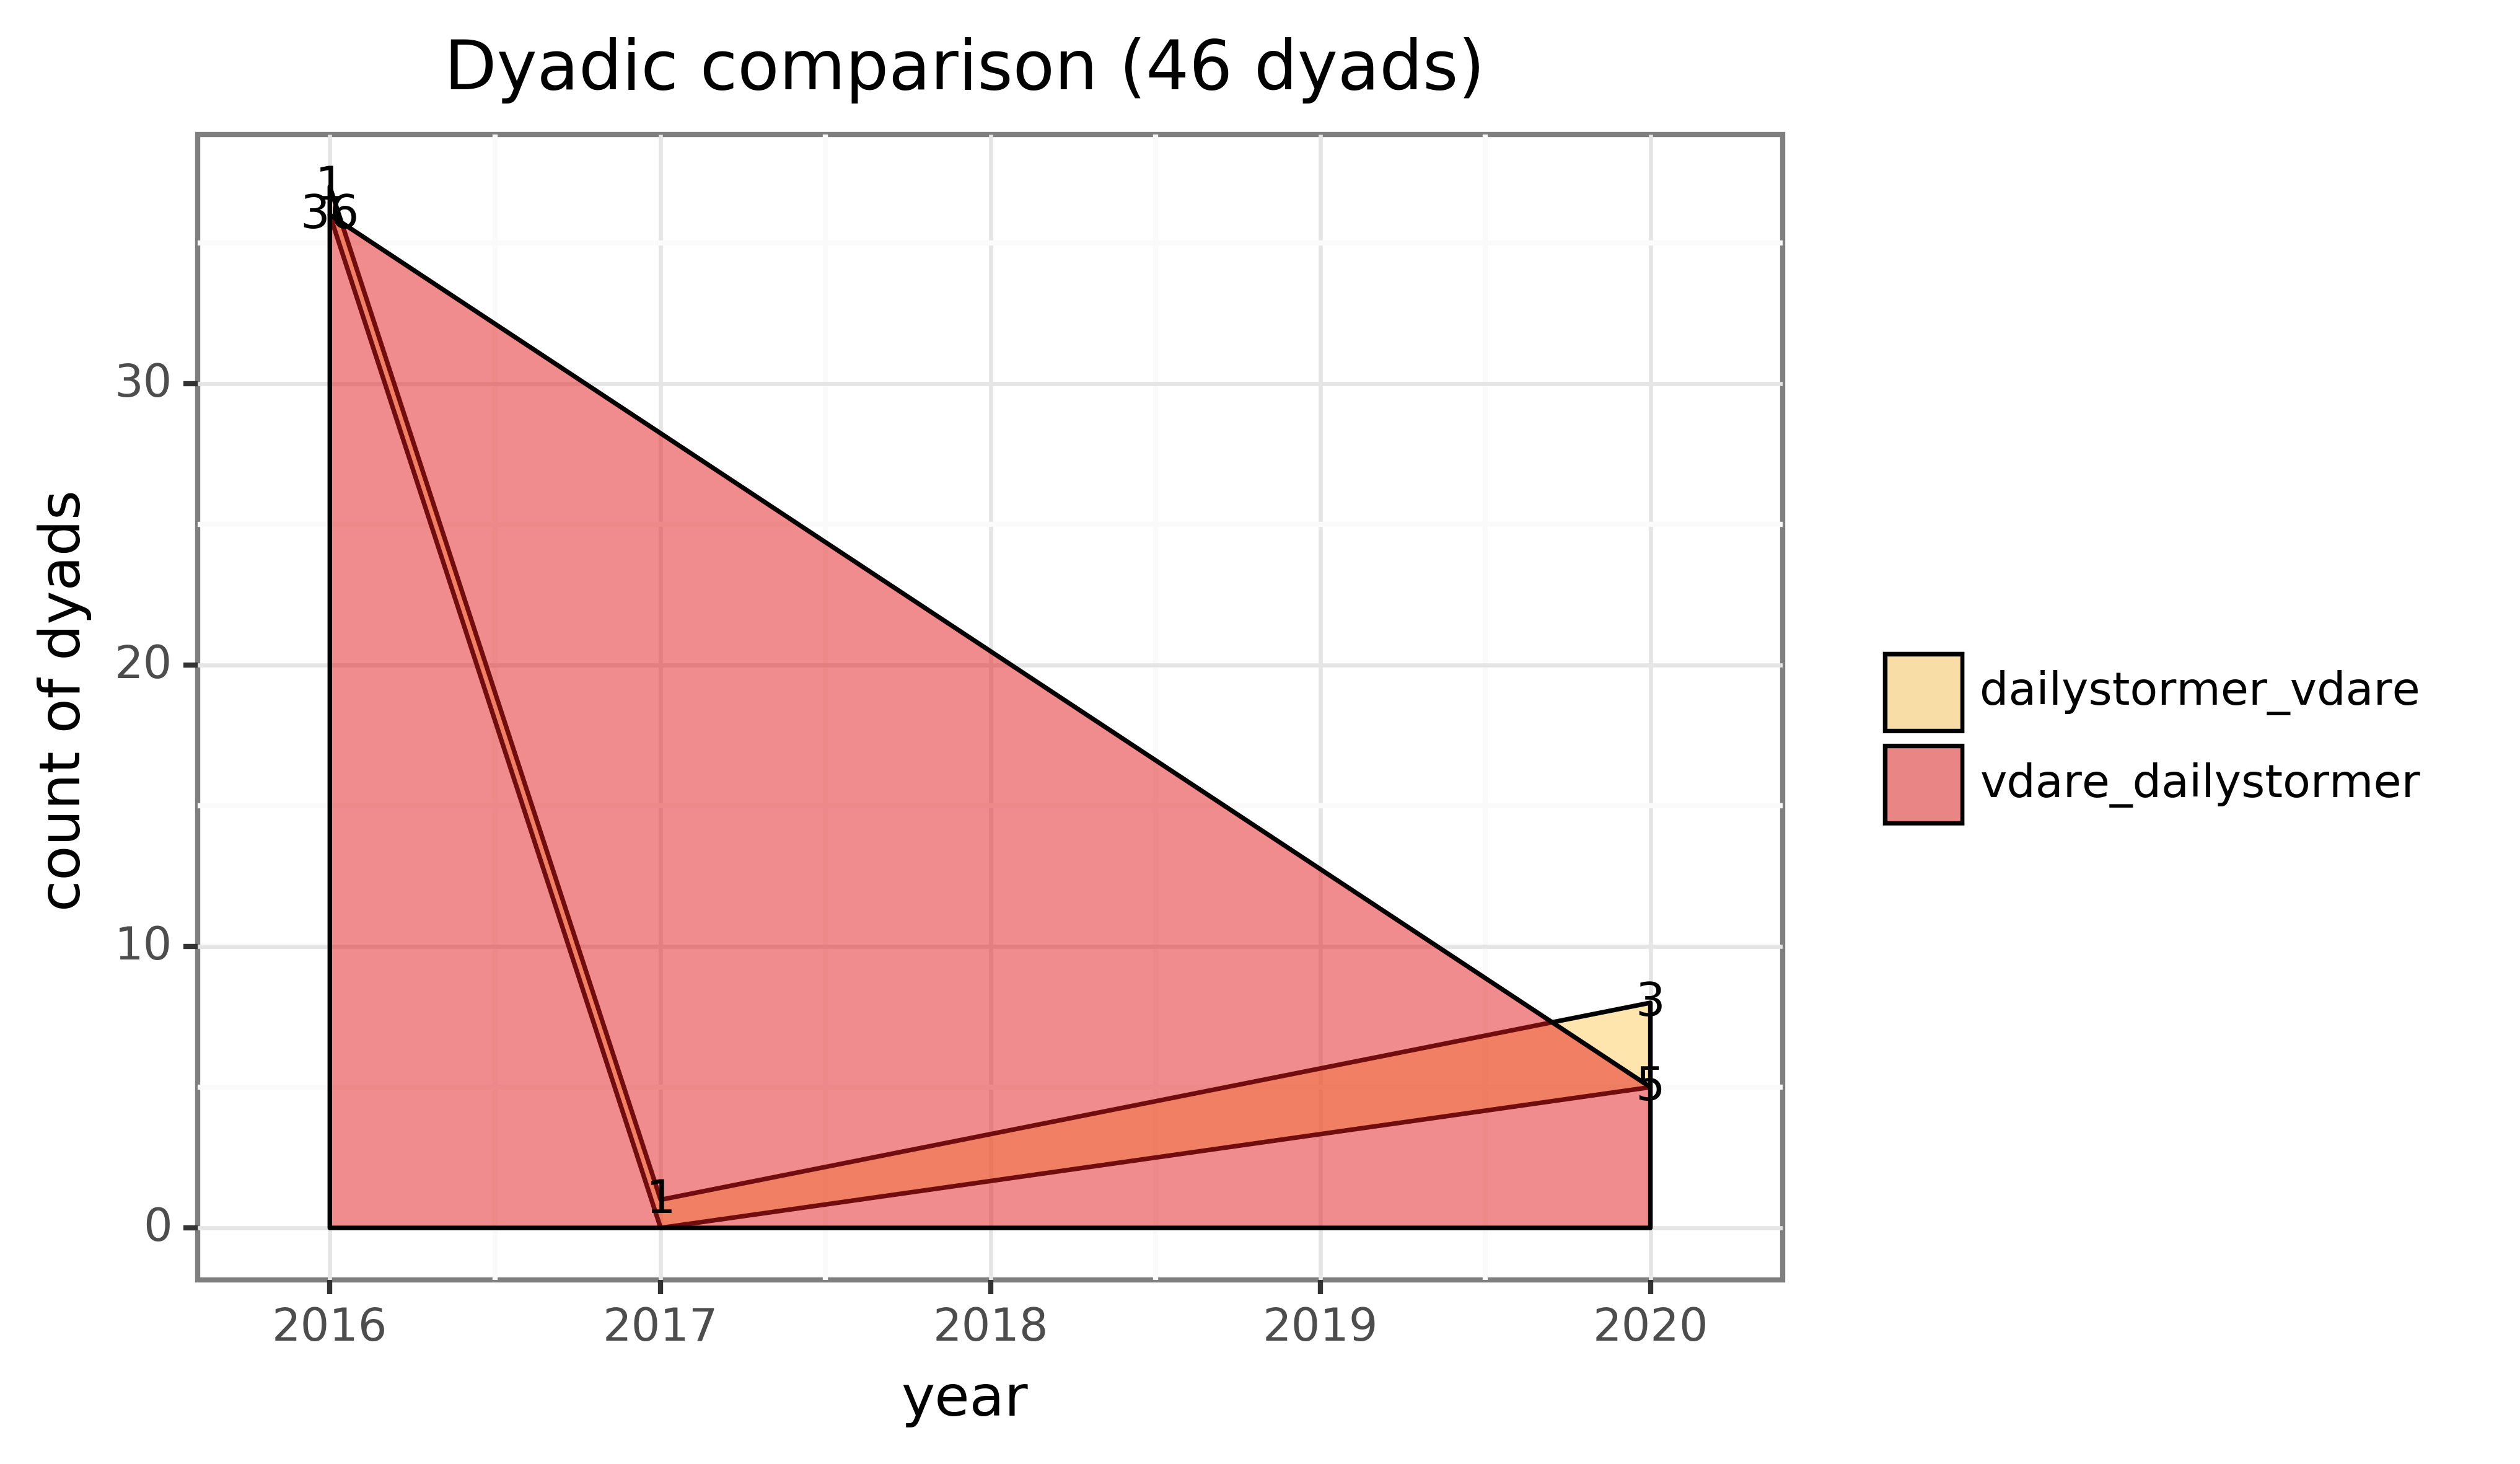 Dyadic comparison (46 dyads)
count of dyads
30
20
10
0
1
36
1
3
5
2016 2017 2018 2019 2020
year
dailystormer_vdare
vdare_dailystormer